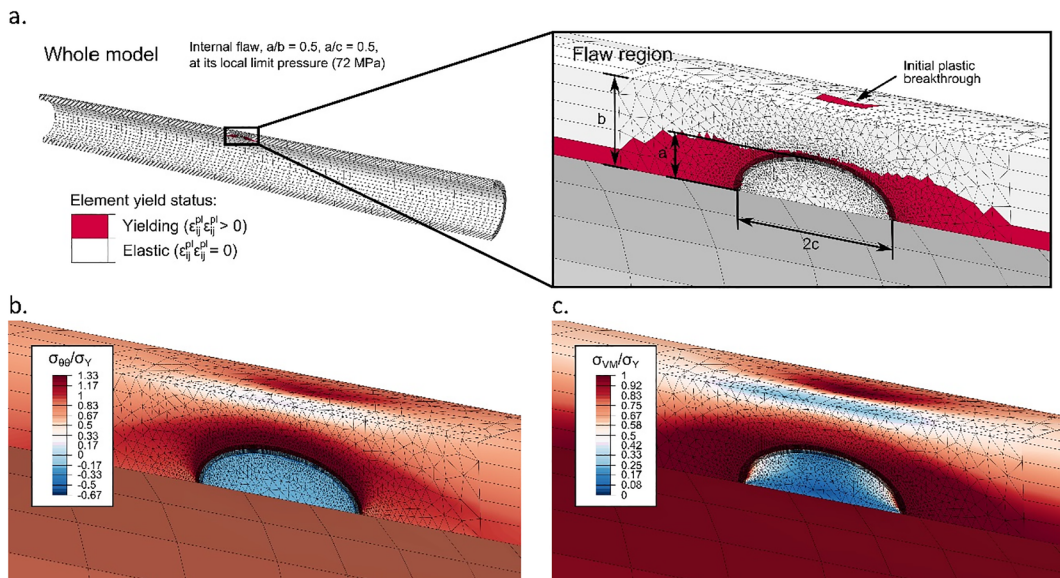 a.
Whole model
Internal flaw, a/b = 0.5, a/c = 0.5,
at its local limit pressure (72 MPa)
Element yield status:
Yielding (εᵢⱼᵖˡεᵢⱼᵖˡ > 0)
Elastic (εᵢⱼᵖˡεᵢⱼᵖˡ = 0)
Flaw region
Initial plastic
breakthrough
b
a
2c
b.
σθθ/σY
1.33
1.17
1
0.83
0.67
0.5
0.33
0.17
0
-0.17
-0.33
-0.5
-0.67
c.
σVM/σY
1
0.92
0.83
0.75
0.67
0.58
0.5
0.42
0.33
0.25
0.17
0.08
0